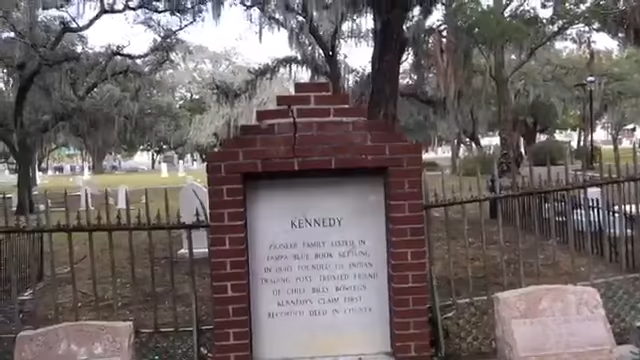 KENNEDY
PIONEER FAMILY LISTED IN
TAMPA BLUE BOOK SETTLING
IN 1840 FOUNDED 1ST INDIAN
TRADING POST. TRUSTED FRIEND
OF CHIEF BILLY BOWLEGS
KENNEDY'S CLAIM FIRST
RECORDED DEED IN COUNTY